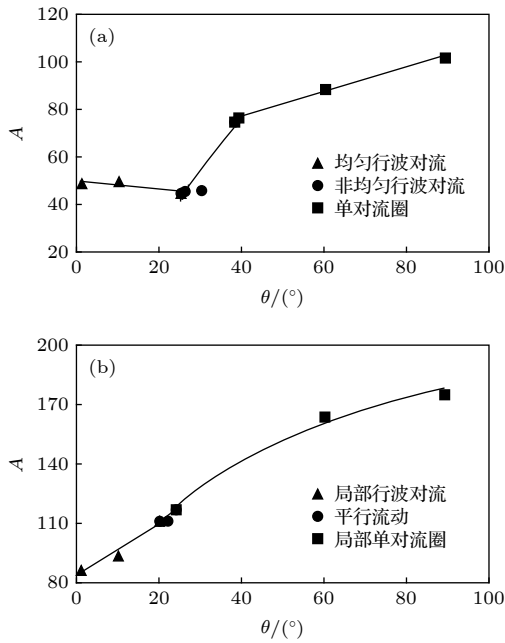 120
(a)
100
80
A
60
40
20
▲ 均匀行波对流
● 非均匀行波对流
■ 单对流圈
0 20 40 60 80 100
θ/(°)
200
(b)
170
A
140
110
80
▲ 局部行波对流
● 平行流动
■ 局部单对流圈
0 20 40 60 80 100
θ/(°)